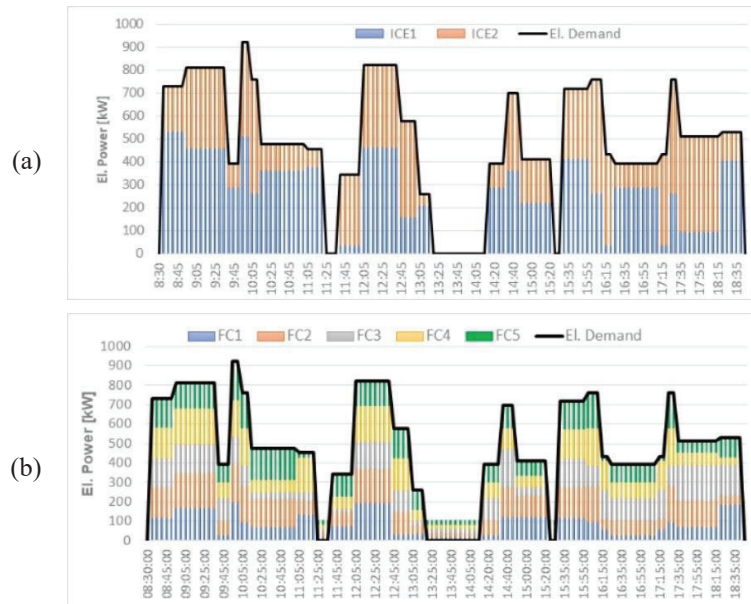 ICE1 ICE2 El. Demand
1000
900
800
700
600
500
400
300
200
100
0
El. Power [kW]
(a)
8:30 8:45 9:05 9:25 9:45 10:05 10:25 10:45 11:05 11:25 11:45 12:05 12:25 12:45 13:05 13:25 13:45 14:05 14:20 14:40 15:00 15:20 15:35 15:55 16:15 16:35 16:55 17:15 17:35 17:55 18:15 18:35
FC1 FC2 FC3 FC4 FC5 El. Demand
1000
900
800
700
600
500
400
300
200
100
0
El. Power [kW]
(b)
08:30:00 08:45:00 09:05:00 09:25:00 09:45:00 10:05:00 10:25:00 10:45:00 11:05:00 11:25:00 11:45:00 12:05:00 12:25:00 12:45:00 13:05:00 13:25:00 13:45:00 14:05:00 14:20:00 14:40:00 15:00:00 15:20:00 15:35:00 15:55:00 16:15:00 16:35:00 16:55:00 17:15:00 17:35:00 17:55:00 18:15:00 18:35:00